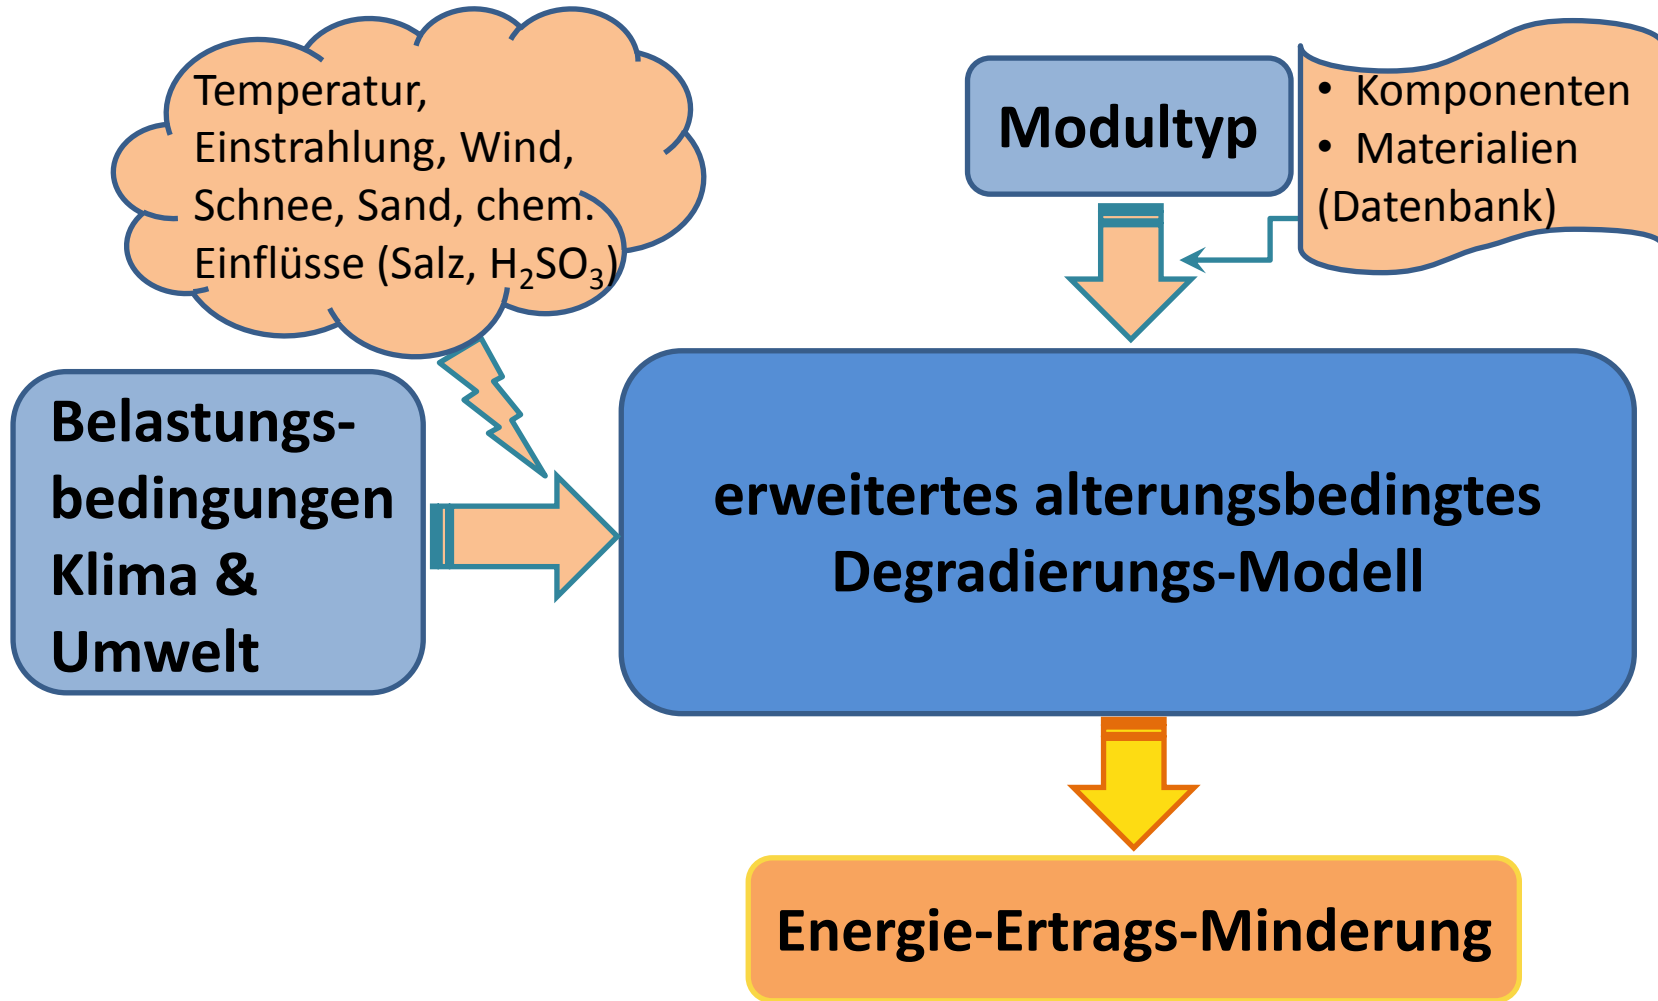 Temperatur,
Einstrahlung, Wind,
Schnee, Sand, chem.
Einflüsse (Salz, H₂SO₃)
Modultyp
• Komponenten
• Materialien
(Datenbank)
Belastungs-
bedingungen
Klima &
Umwelt
erweitertes alterungsbedingtes
Degradierungs-Modell
Energie-Ertrags-Minderung